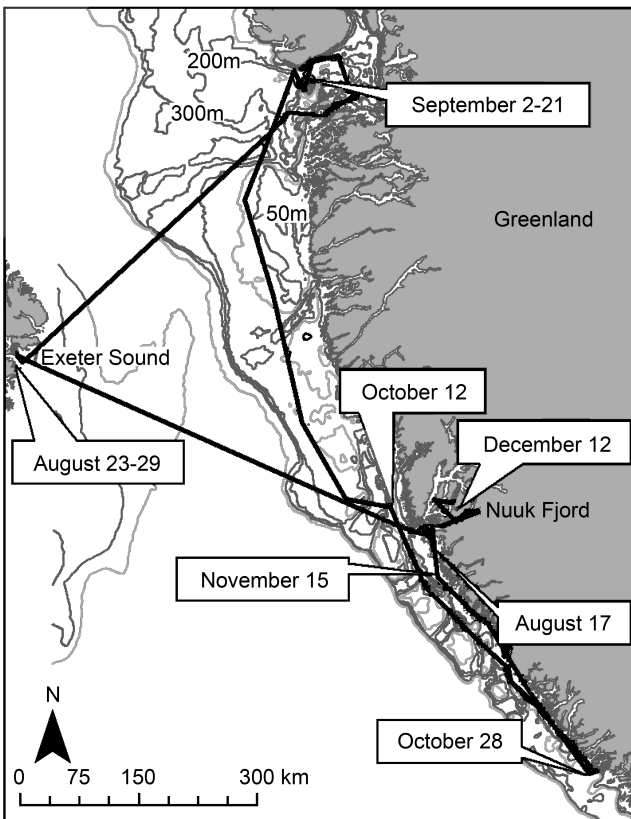 200m
September 2-21
300m
50m
Greenland
Exeter Sound
October 12
August 23-29
December 12
Nuuk Fjord
November 15
August 17
N
October 28
0 75 150 300 km